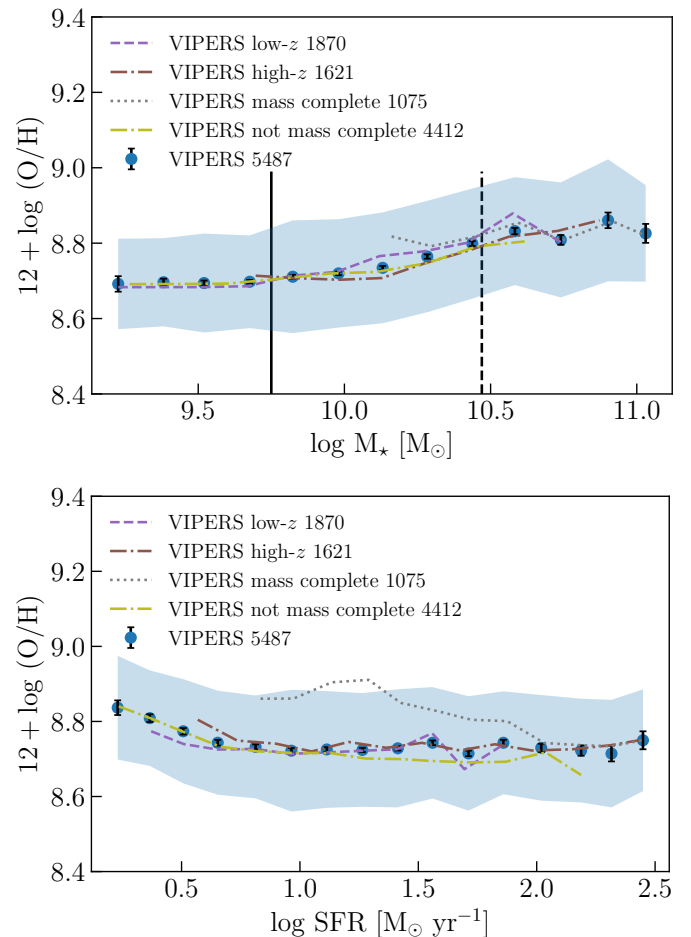 9.4
9.2
9.0
8.8
8.6
8.4
12 + log (O/H)
VIPERS low-z 1870
VIPERS high-z 1621
VIPERS mass complete 1075
VIPERS not mass complete 4412
VIPERS 5487
9.5 10.0 10.5 11.0
log M⋆ [M⊙]
9.4
9.2
9.0
8.8
8.6
8.4
12 + log (O/H)
VIPERS low-z 1870
VIPERS high-z 1621
VIPERS mass complete 1075
VIPERS not mass complete 4412
VIPERS 5487
0.5 1.0 1.5 2.0 2.5
log SFR [M⊙ yr⁻¹]